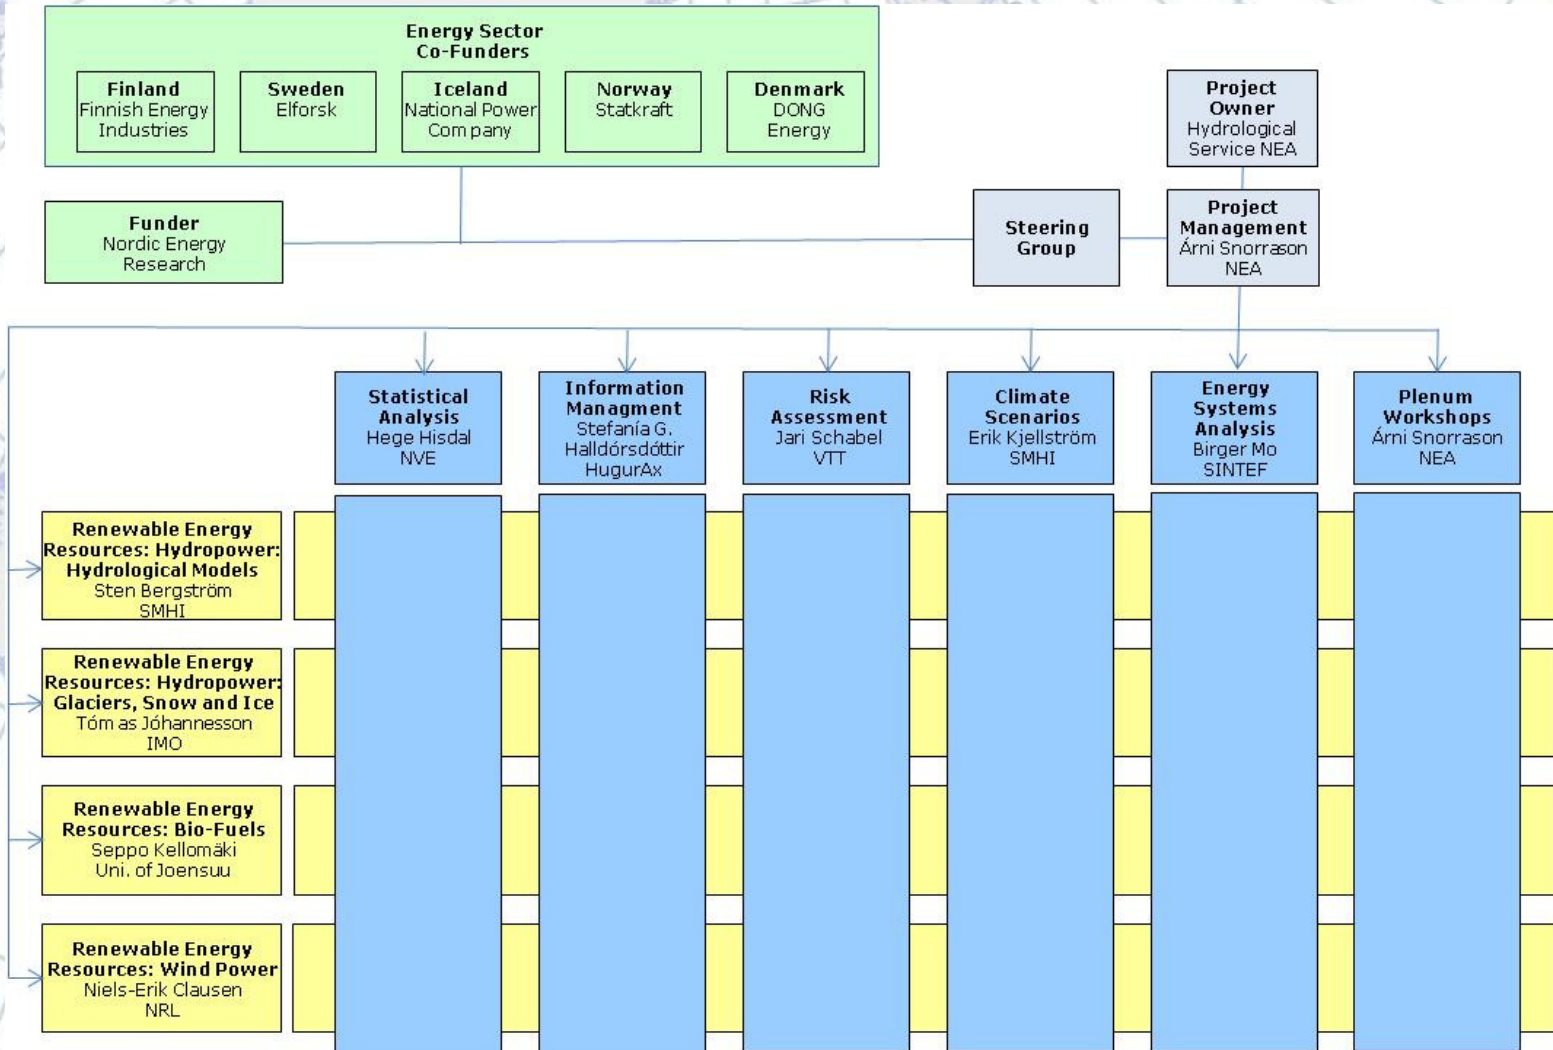 Energy Sector
Co-Funders
Finland
Finnish Energy
Industries
Sweden
Elforsk
Iceland
National Power
Company
Norway
Statkraft
Denmark
DONG
Energy
Project
Owner
Hydrological
Service NEA
Funder
Nordic Energy
Research
Steering
Group
Project
Management
Árni Snorrason
NEA
Statistical
Analysis
Hege Hisdal
NVE
Information
Managment
Stefanía G.
Halldórsdóttir
HugurAx
Risk
Assessment
Jari Schabel
VTT
Climate
Scenarios
Erik Kjellström
SMHI
Energy
Systems
Analysis
Birger Mo
SINTEF
Plenum
Workshops
Árni Snorrason
NEA
Renewable Energy
Resources: Hydropower:
Hydrological Models
Sten Bergström
SMHI
Renewable Energy
Resources: Hydropower:
Glaciers, Snow and Ice
Tómas Jóhannesson
IMO
Renewable Energy
Resources: Bio-Fuels
Seppo Kellomäki
Uni. of Joensuu
Renewable Energy
Resources: Wind Power
Niels-Erik Clausen
NRL